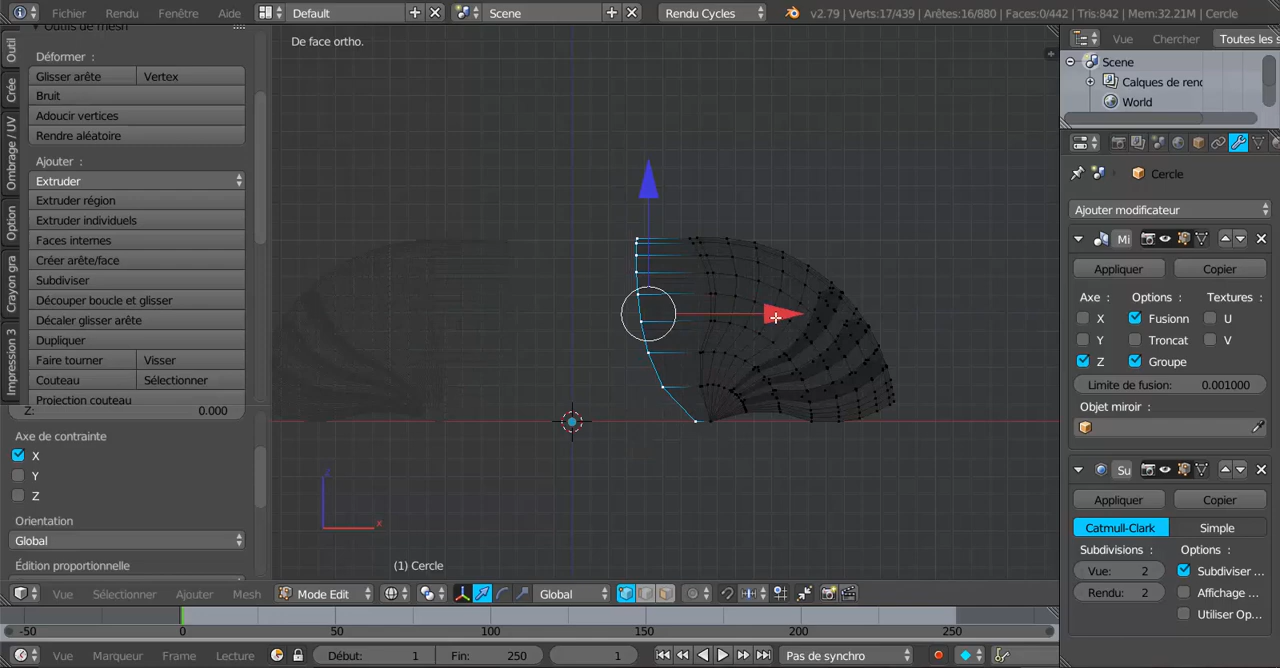 Fichier Rendu Fenêtre Aide Default Scene Rendu Cycles v2.79 | Verts:17/439 | Arêtes:16/880 | Faces:0/442 | Tris:842 | Mem:32.21M | Cercle
Outils de mesh
Déformer :
Glisser arête Vertex
Bruit
Adoucir vertices
Rendre aléatoire
Ajouter :
Extruder
Extruder région
Extruder individuels
Faces internes
Créer arête/face
Subdiviser
Découper boucle et glisser
Décaler glisser arête
Dupliquer
Faire tourner Visser
Couteau Sélectionner
Projection couteau
Z: 0.000
Axe de contrainte
X
Y
Z
Orientation
Global
Édition proportionnelle
Outil
Crée
Ombrage / UV
Option
Crayon gra
Impression 3
De face ortho.
z
x
(1) Cercle
Vue Sélectionner Ajouter Mesh Mode Edit Global
-50 0 50 100 150 200 250
Vue Marqueur Frame Lecture Début: 1 Fin: 250 1 Pas de synchro
Vue Chercher Toutes les s
Scene
Calques de renc
World
Cercle
Ajouter modificateur
Mi
Appliquer Copier
Axe : Options : Textures :
X Fusionn U
Y Troncat V
Z Groupe
Limite de fusion: 0.001000
Objet miroir :
Su
Appliquer Copier
Catmull-Clark Simple
Subdivisions : Options :
Vue: 2 Subdiviser ...
Rendu: 2 Affichage ...
Utiliser Op...